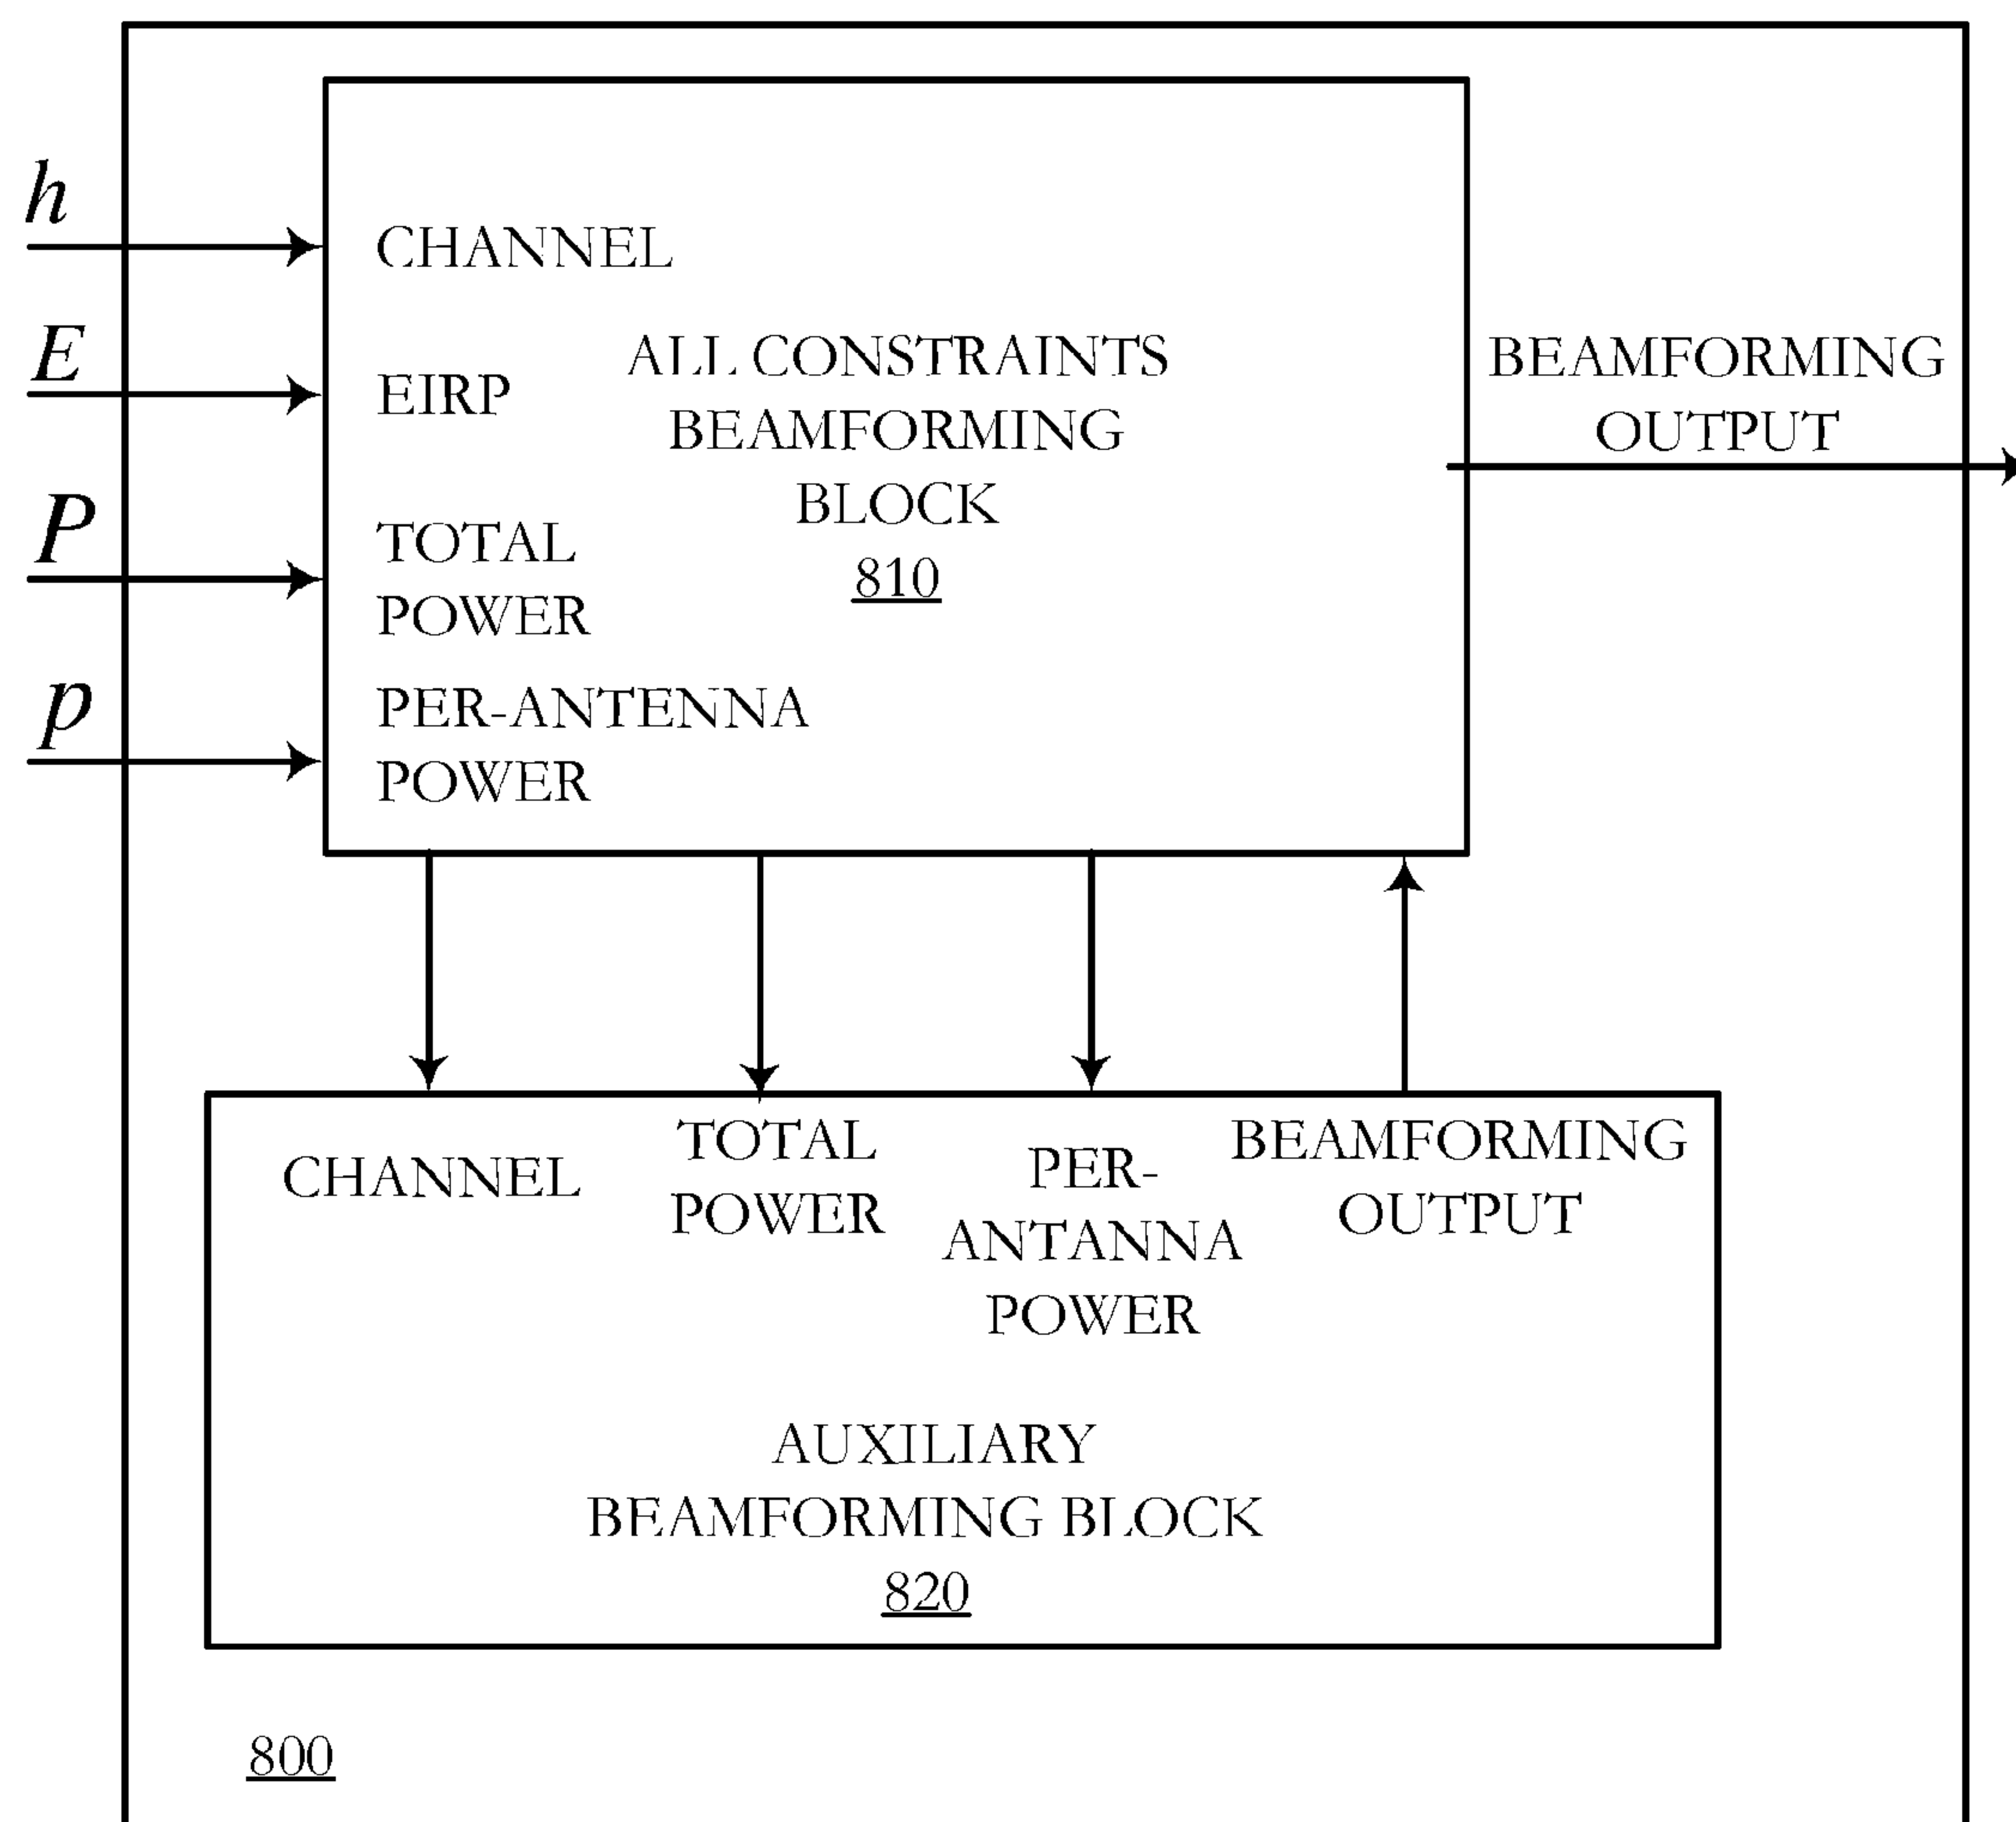 h
CHANNEL
E
EIRP
P
TOTAL
POWER
p
PER-ANTENNA
POWER
ALL CONSTRAINTS
BEAMFORMING
BLOCK
810
BEAMFORMING
OUTPUT
CHANNEL
TOTAL
POWER
PER-
ANTANNA
POWER
BEAMFORMING
OUTPUT
AUXILIARY
BEAMFORMING BLOCK
820
800